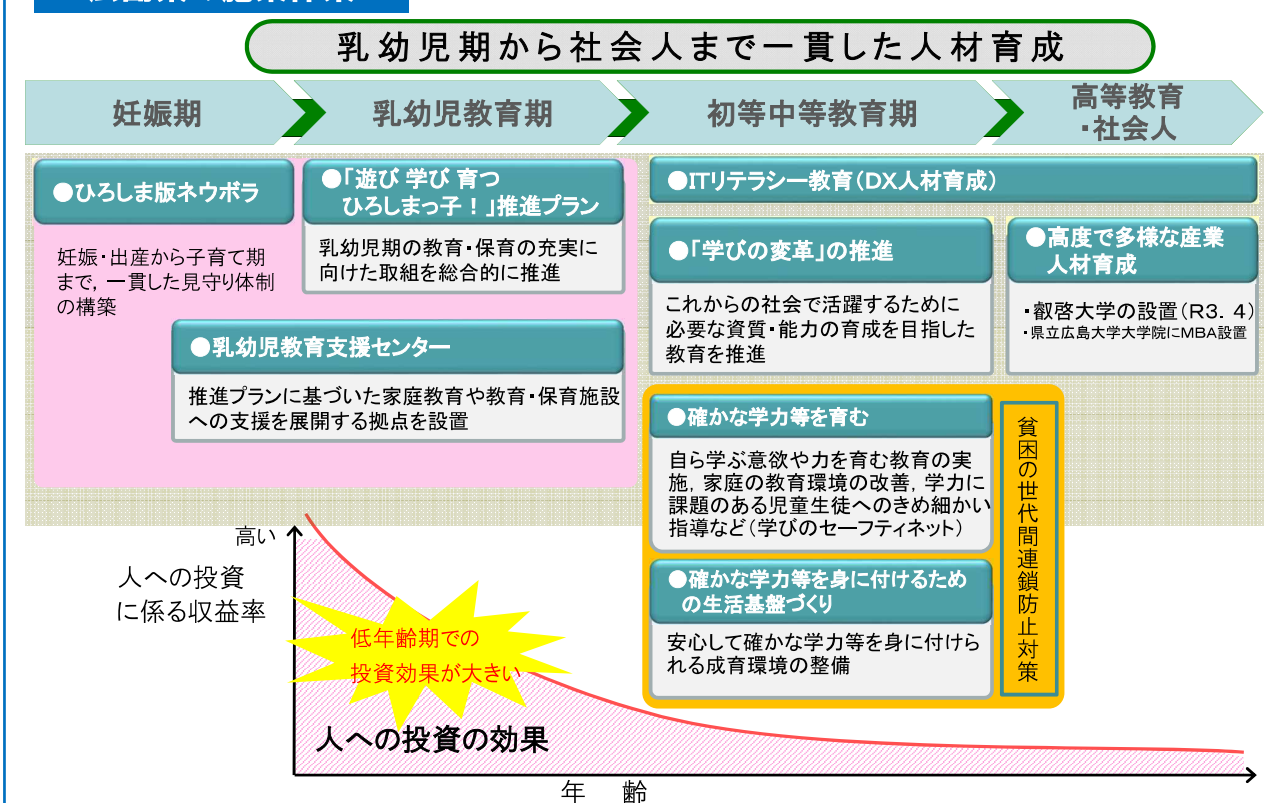 乳幼児期から社会人まで一貫した人材育成
妊娠期
乳幼児教育期
初等中等教育期
高等教育
・社会人
●ひろしま版ネウボラ
妊娠・出産から子育て期
まで，一貫した見守り体制
の構築
●「遊び 学び 育つ
ひろしまっ子！」推進プラン
乳幼児期の教育・保育の充実に
向けた取組を総合的に推進
●乳幼児教育支援センター
推進プランに基づいた家庭教育や教育・保育施設
への支援を展開する拠点を設置
●ITリテラシー教育（DX人材育成）
●「学びの変革」の推進
これからの社会で活躍するために
必要な資質・能力の育成を目指した
教育を推進
●高度で多様な産業
人材育成
・叡啓大学の設置（R3．4）
・県立広島大学大学院にMBA設置
●確かな学力等を育む
自ら学ぶ意欲や力を育む教育の実
施，家庭の教育環境の改善，学力に
課題のある児童生徒へのきめ細かい
指導など（学びのセーフティネット）
●確かな学力等を身に付けるため
の生活基盤づくり
安心して確かな学力等を身に付けら
れる成育環境の整備
貧困の世代間連鎖防止対策
高い
人への投資
に係る収益率
低年齢期での
投資効果が大きい
人への投資の効果
年　齢